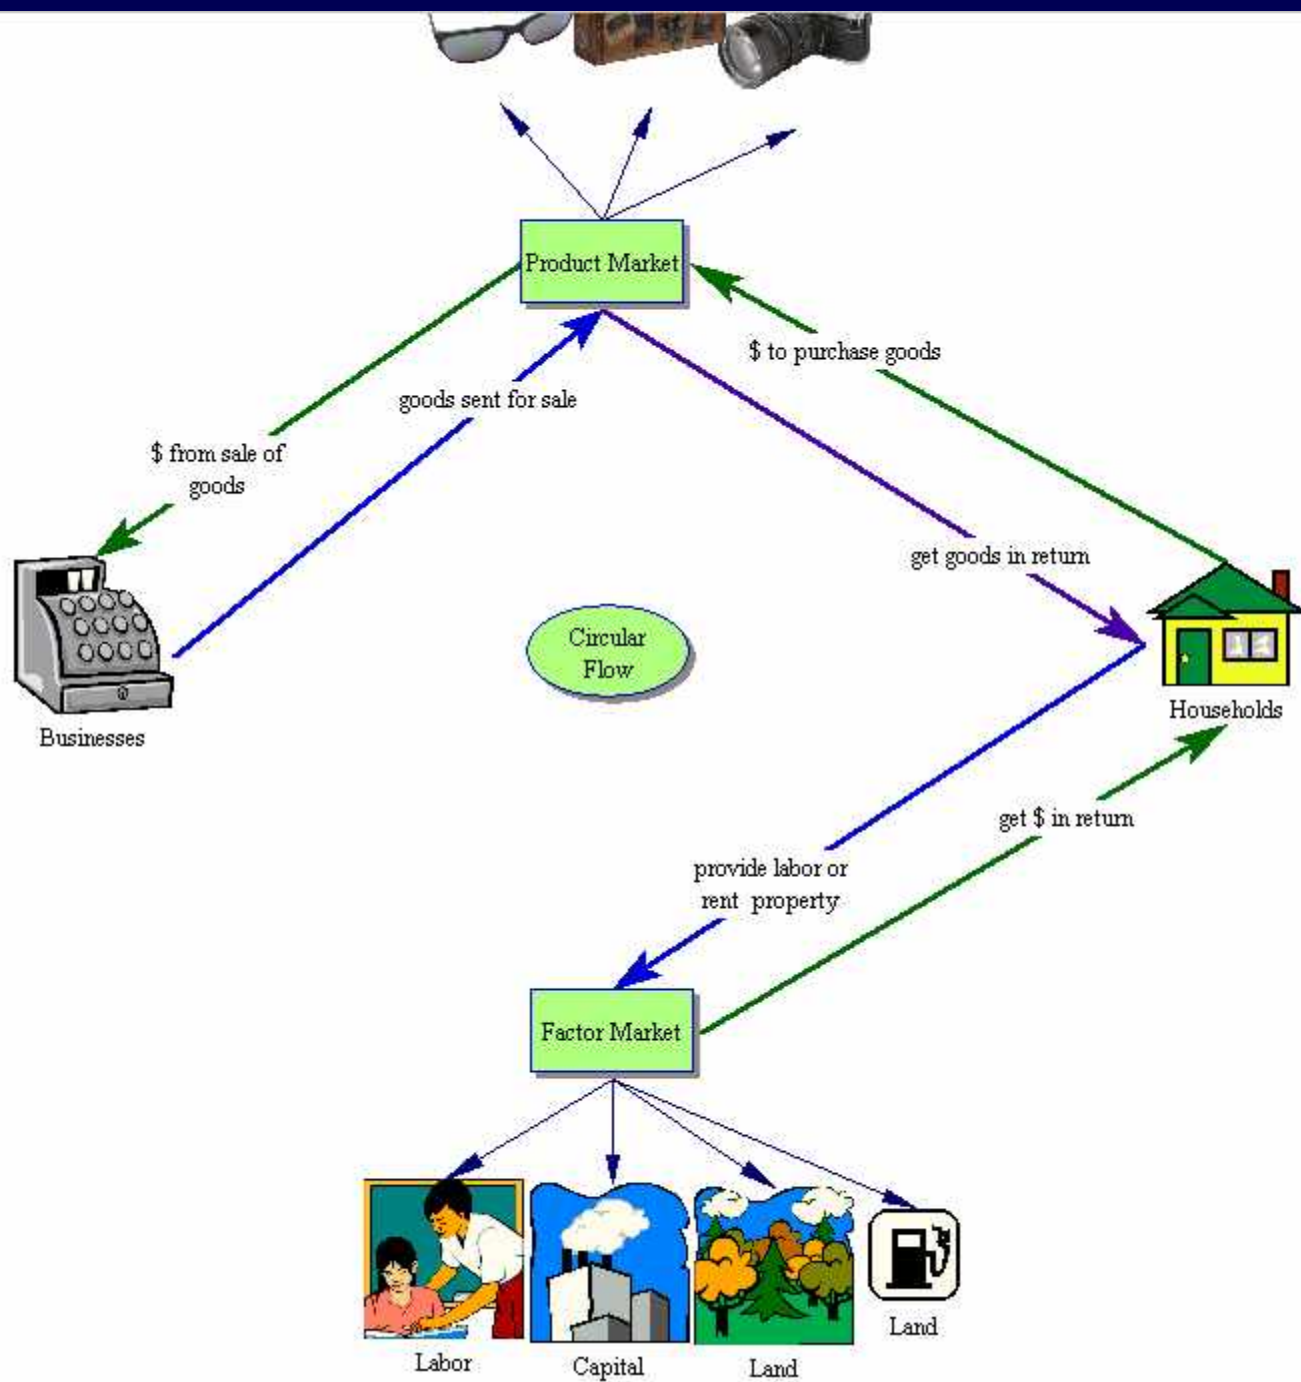 Product Market
$ to purchase goods
goods sent for sale
$ from sale of
goods
get goods in return
Circular
Flow
Businesses
Households
get $ in return
provide labor or
rent property
Factor Market
Labor
Capital
Land
Land